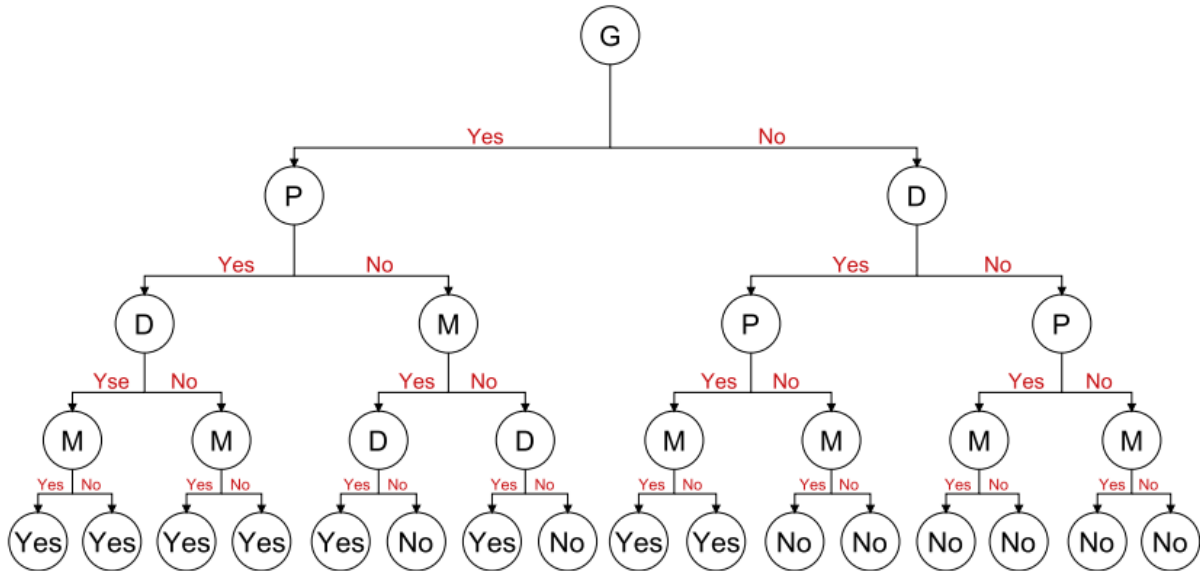 G
Yes No
P D
Yes No Yes No
D M P P
Yse No Yes No Yes No Yes No
M M D D M M M M
Yes No Yes No Yes No Yes No Yes No Yes No Yes No Yes No
Yes Yes Yes Yes Yes No Yes No Yes Yes No No No No No No